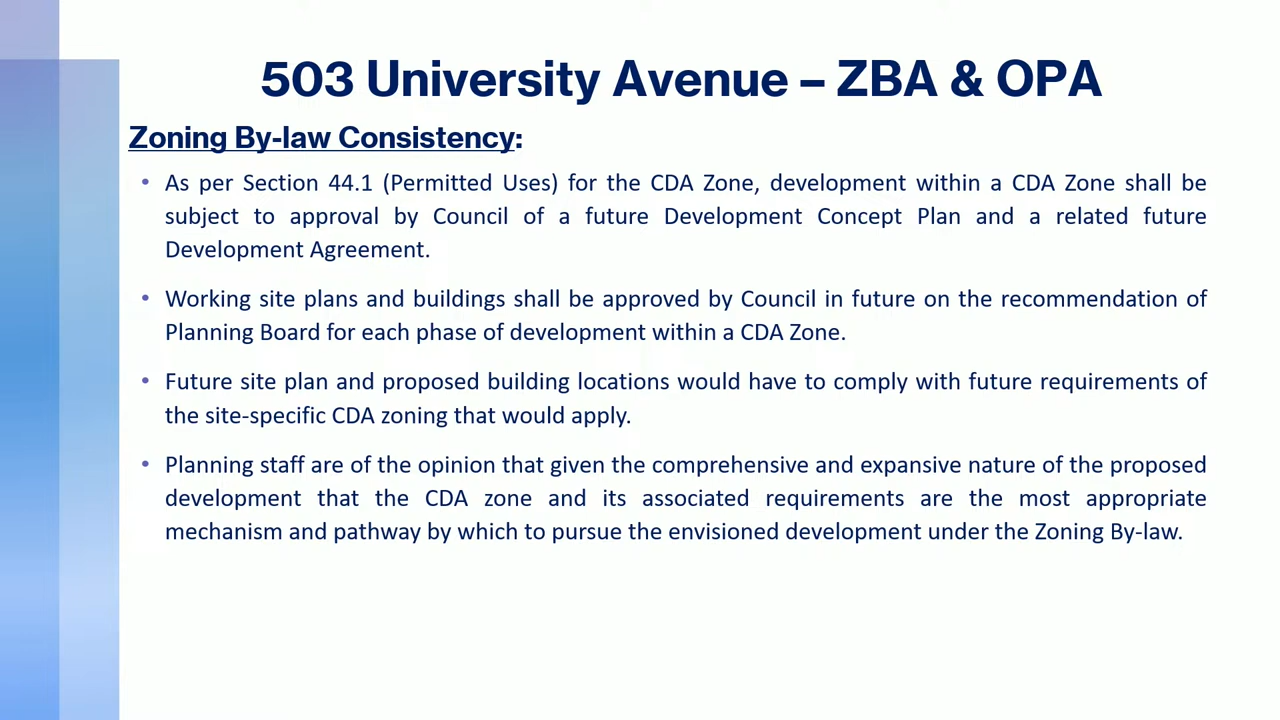 503 University Avenue – ZBA & OPA
Zoning By-law Consistency:
• As per Section 44.1 (Permitted Uses) for the CDA Zone, development within a CDA Zone shall be
subject to approval by Council of a future Development Concept Plan and a related future
Development Agreement.
• Working site plans and buildings shall be approved by Council in future on the recommendation of
Planning Board for each phase of development within a CDA Zone.
• Future site plan and proposed building locations would have to comply with future requirements of
the site-specific CDA zoning that would apply.
• Planning staff are of the opinion that given the comprehensive and expansive nature of the proposed
development that the CDA zone and its associated requirements are the most appropriate
mechanism and pathway by which to pursue the envisioned development under the Zoning By-law.